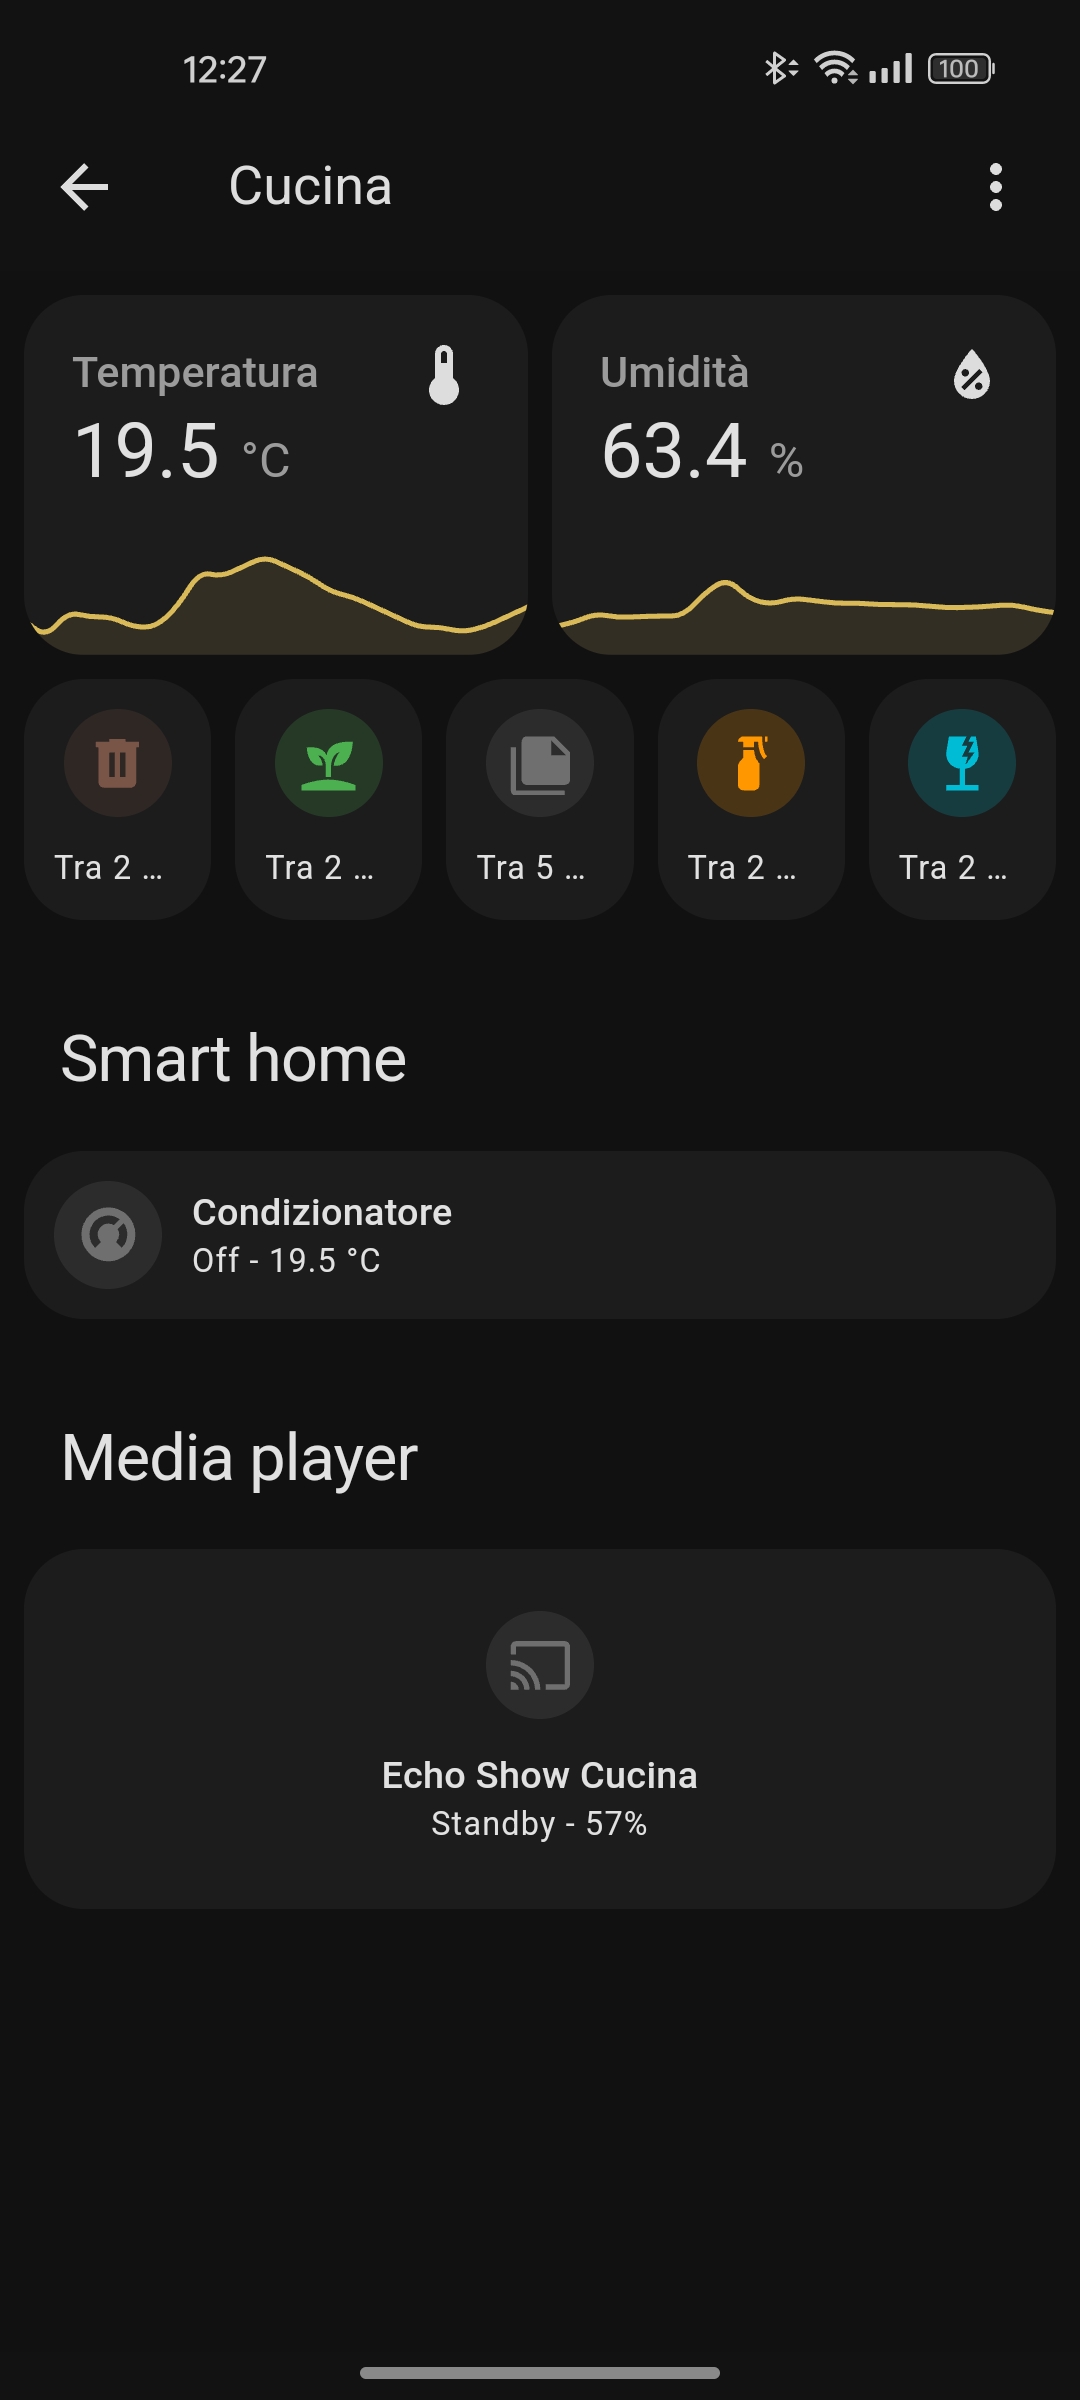 12:27
100
Cucina
Temperatura
19.5 °C
Umidità
63.4 %
Tra 2 ...
Tra 2 ...
Tra 5 ...
Tra 2 ...
Tra 2 ...
Smart home
Condizionatore
Off - 19.5 °C
Media player
Echo Show Cucina
Standby - 57%